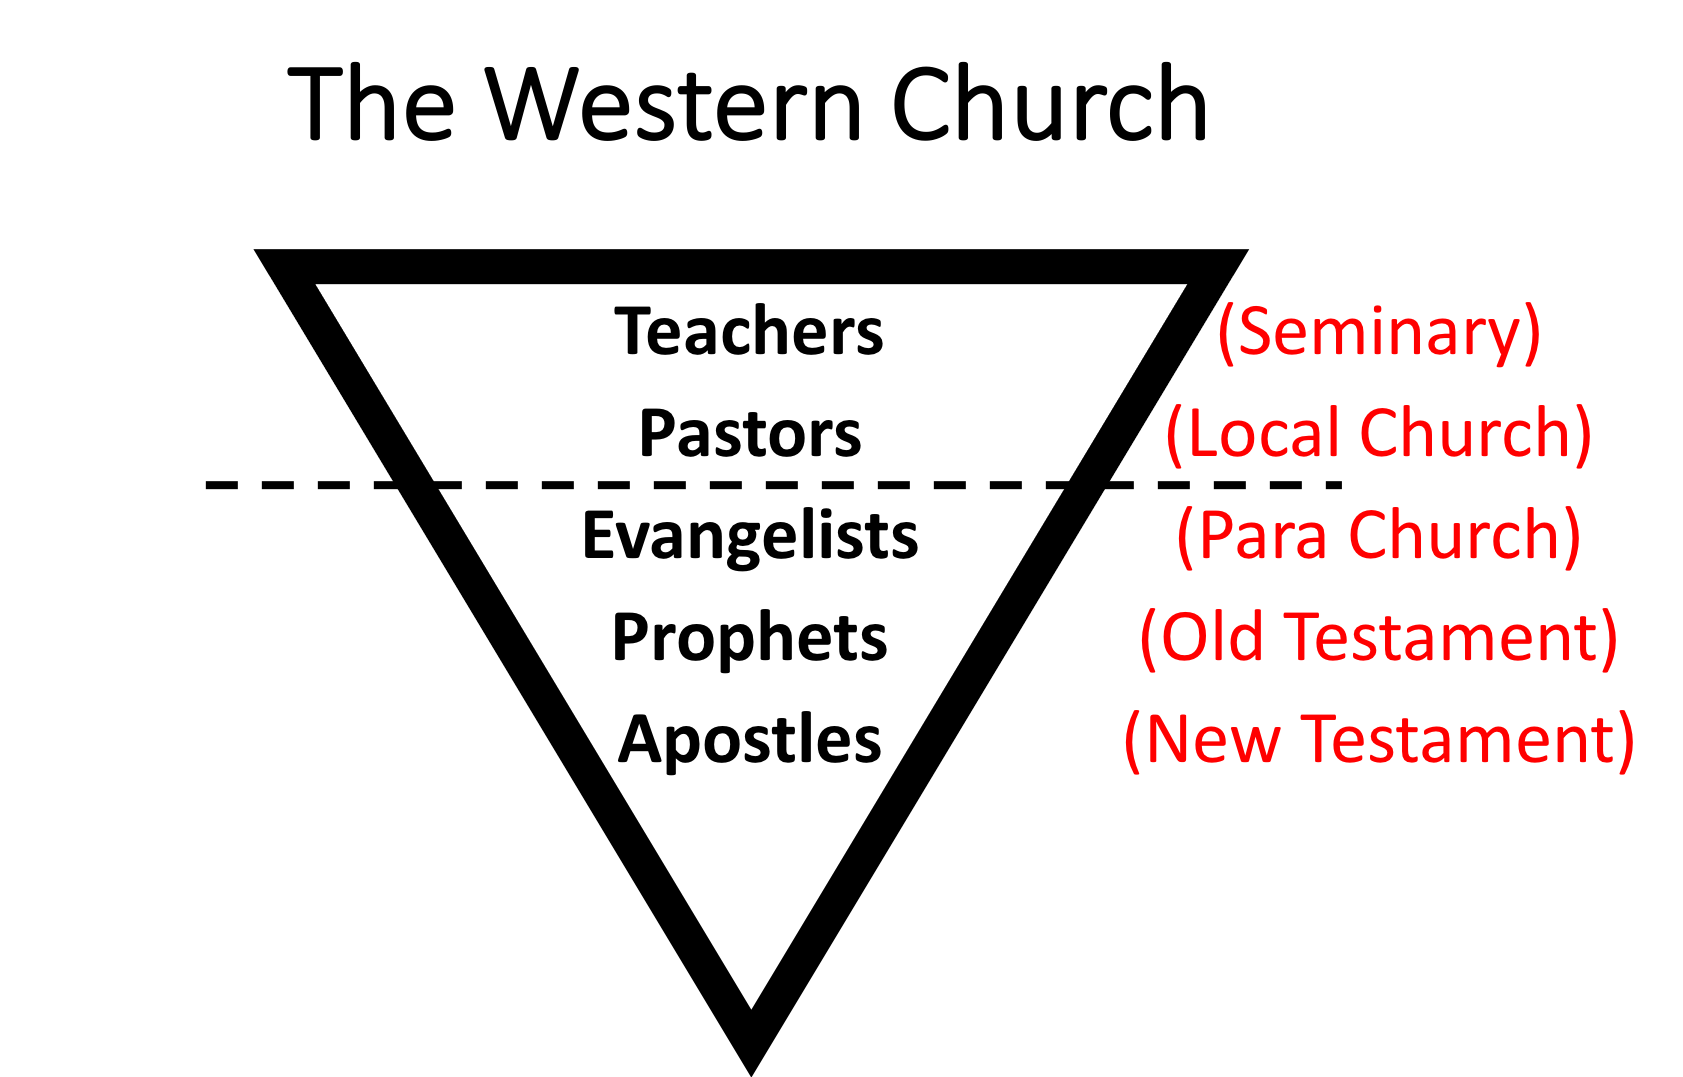 The Western Church
Teachers (Seminary)
Pastors (Local Church)
Evangelists (Para Church)
Prophets (Old Testament)
Apostles (New Testament)